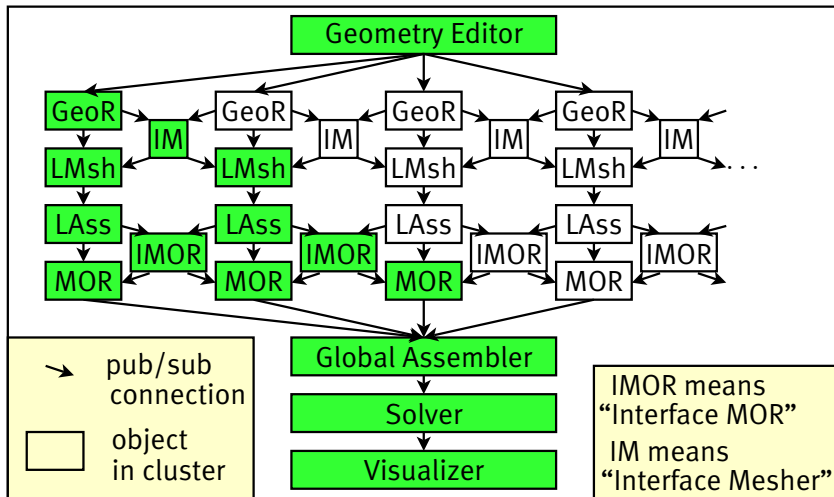 Geometry Editor
GeoR GeoR GeoR GeoR
IM IM IM IM
LMsh LMsh LMsh LMsh ...
LAss LAss LAss LAss
IMOR IMOR IMOR IMOR
MOR MOR MOR MOR
Global Assembler
Solver
Visualizer
pub/sub
connection
object
in cluster
IMOR means
“Interface MOR”
IM means
“Interface Mesher”